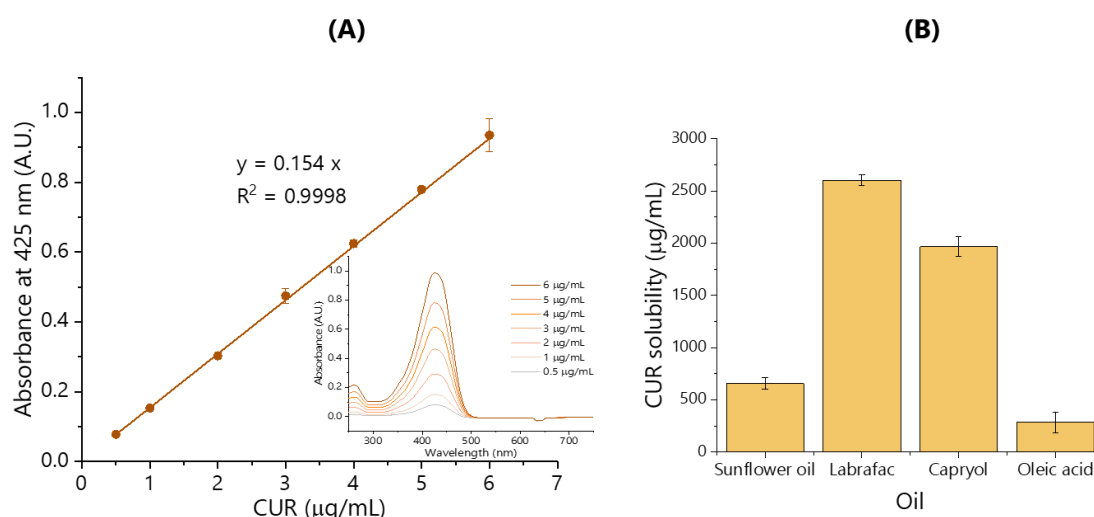 (A)
Absorbance at 425 nm (A.U.)
1.0
0.8
0.6
0.4
0.2
0.0
y = 0.154 x
R² = 0.9998
0 1 2 3 4 5 6 7
CUR (µg/mL)
Absorbance (A.U.)
1.0
0.8
0.6
0.4
0.2
0.0
6 µg/mL
5 µg/mL
4 µg/mL
3 µg/mL
2 µg/mL
1 µg/mL
0.5 µg/mL
300 400 500 600 700
Wavelength (nm)
(B)
CUR solubility (µg/mL)
3000
2500
2000
1500
1000
500
0
Sunflower oil Labrafac Capryol Oleic acid
Oil